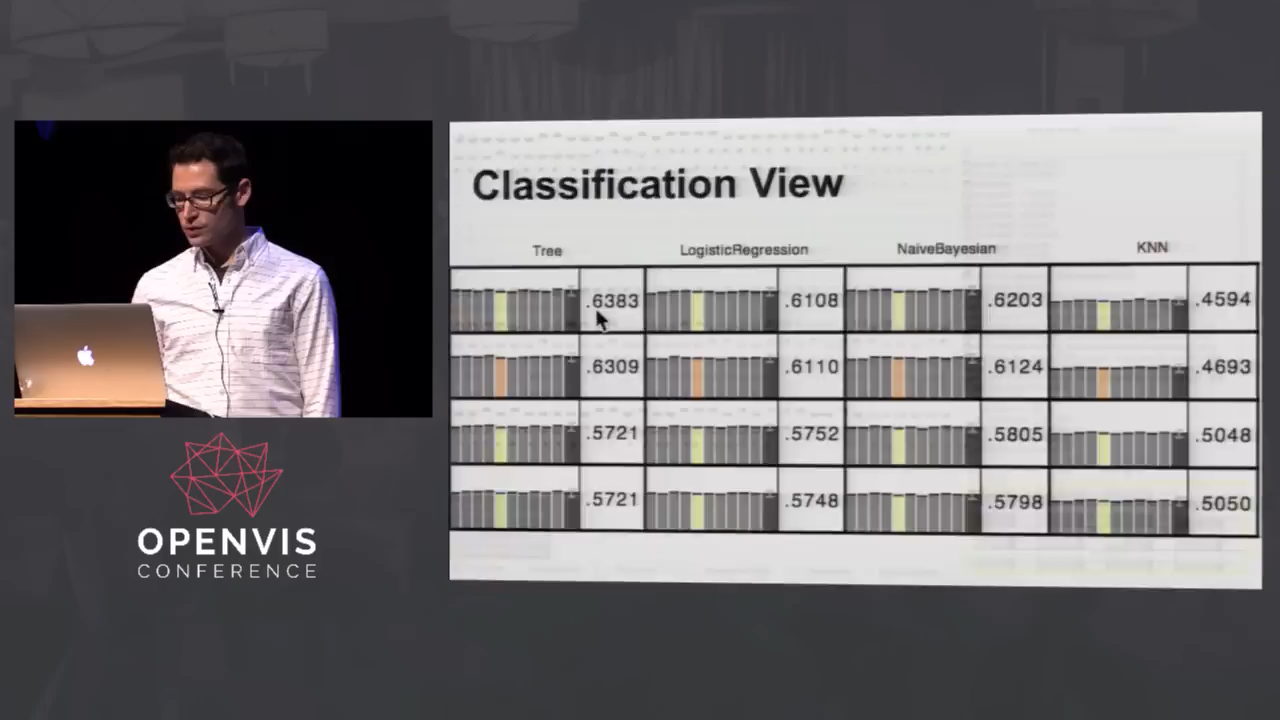 Classification View
Tree LogisticRegression NaiveBayesian KNN
.6383 .6108 .6203 .4594
.6309 .6110 .6124 .4693
.5721 .5752 .5805 .5048
.5721 .5748 .5798 .5050
OPENVIS
CONFERENCE